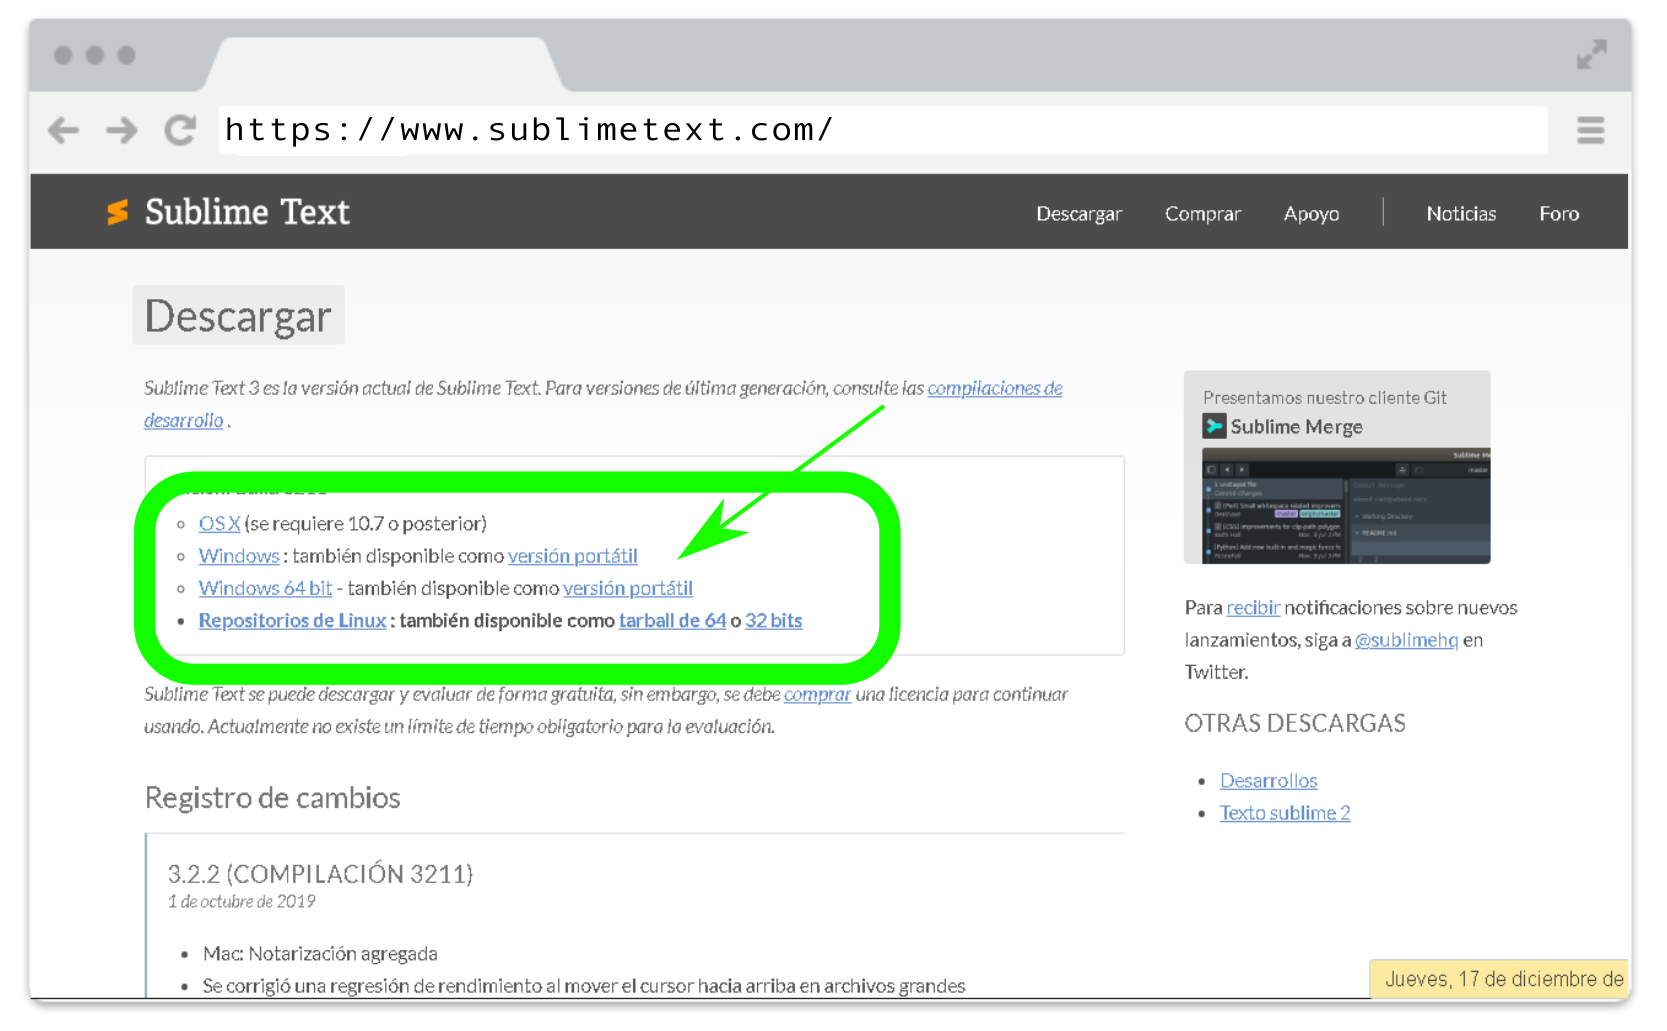 https://www.sublimetext.com/
Sublime Text
Descargar Comprar Apoyo Noticias Foro
Descargar
Sublime Text 3 es la versión actual de Sublime Text. Para versiones de última generación, consulte las compilaciones de
desarrollo .
OS X (se requiere 10.7 o posterior)
Windows : también disponible como versión portátil
Windows 64 bit - también disponible como versión portátil
Repositorios de Linux : también disponible como tarball de 64 o 32 bits
Sublime Text se puede descargar y evaluar de forma gratuita, sin embargo, se debe comprar una licencia para continuar
usando. Actualmente no existe un límite de tiempo obligatorio para la evaluación.
Registro de cambios
3.2.2 (COMPILACIÓN 3211)
1 de octubre de 2019
Mac: Notarización agregada
Se corrigió una regresión de rendimiento al mover el cursor hacia arriba en archivos grandes
Presentamos nuestro cliente Git
Sublime Merge
Para recibir notificaciones sobre nuevos
lanzamientos, siga a @sublimehq en
Twitter.
OTRAS DESCARGAS
Desarrollos
Texto sublime 2
Jueves, 17 de diciembre de